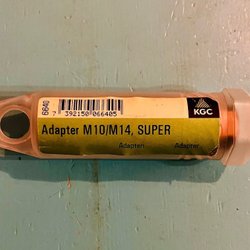 6640
7 392150 066405
KGC
Adapter M10/M14, SUPER
Adapteri Adapter